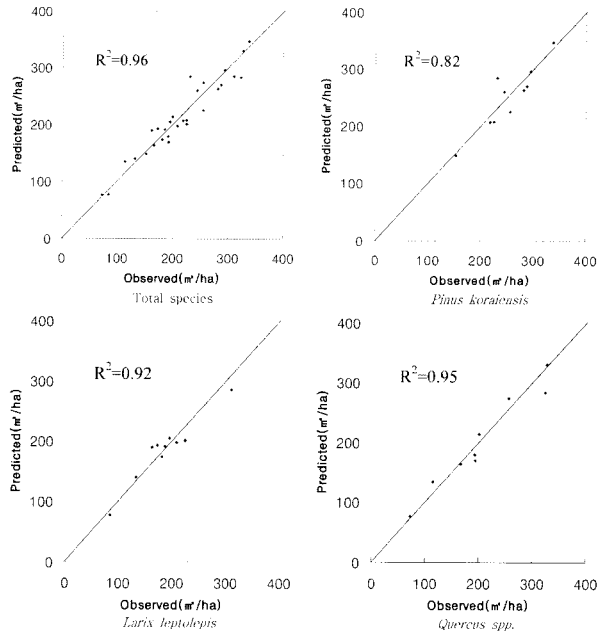 400
300
200
100
0
Predicted(㎥/ha)
R²=0.96
0 100 200 300 400
Observed(㎥/ha)
Total species
400
300
200
100
0
Predicted(㎥/ha)
R²=0.82
0 100 200 300 400
Observed(㎥/ha)
Pinus koraiensis
400
300
200
100
0
Predicted(㎥/ha)
R²=0.92
0 100 200 300 400
Observed(㎥/ha)
Larix leptolepis
400
300
200
100
0
Predicted(㎥/ha)
R²=0.95
0 100 200 300 400
Observed(㎥/ha)
Quercus spp.